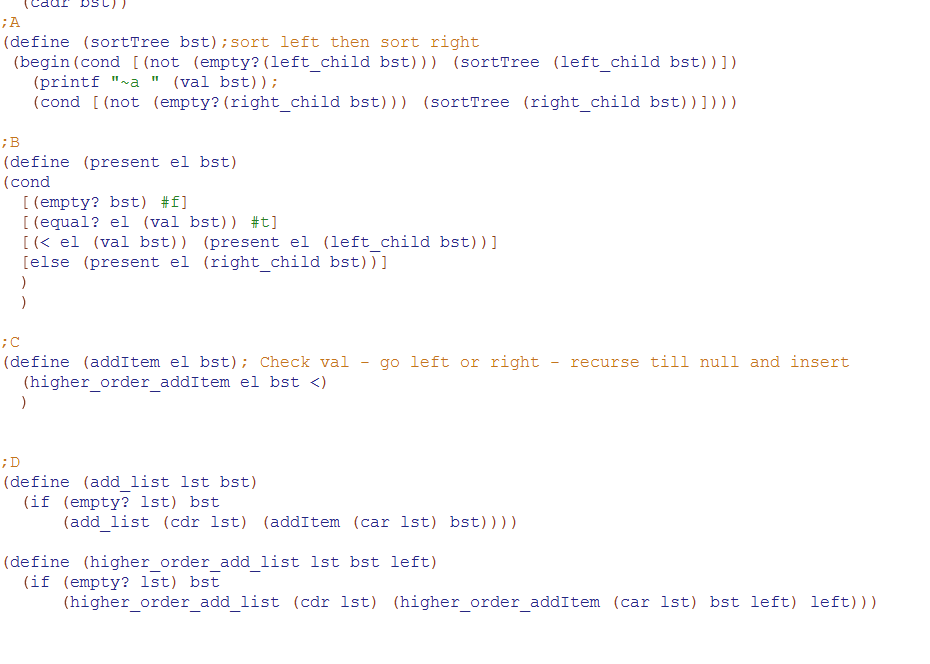 (cadr bst))
;A
(define (sortTree bst);sort left then sort right
 (begin(cond [(not (empty?(left_child bst))) (sortTree (left_child bst))])
   (printf "~a " (val bst));
   (cond [(not (empty?(right_child bst))) (sortTree (right_child bst))])))
;B
(define (present el bst)
(cond
  [(empty? bst) #f]
  [(equal? el (val bst)) #t]
  [(< el (val bst)) (present el (left_child bst))]
  [else (present el (right_child bst))]
  )
  )
;C
(define (addItem el bst); Check val - go left or right - recurse till null and insert
  (higher_order_addItem el bst <)
  )
;D
(define (add_list lst bst)
  (if (empty? lst) bst
      (add_list (cdr lst) (addItem (car lst) bst))))
(define (higher_order_add_list lst bst left)
  (if (empty? lst) bst
      (higher_order_add_list (cdr lst) (higher_order_addItem (car lst) bst left) left)))